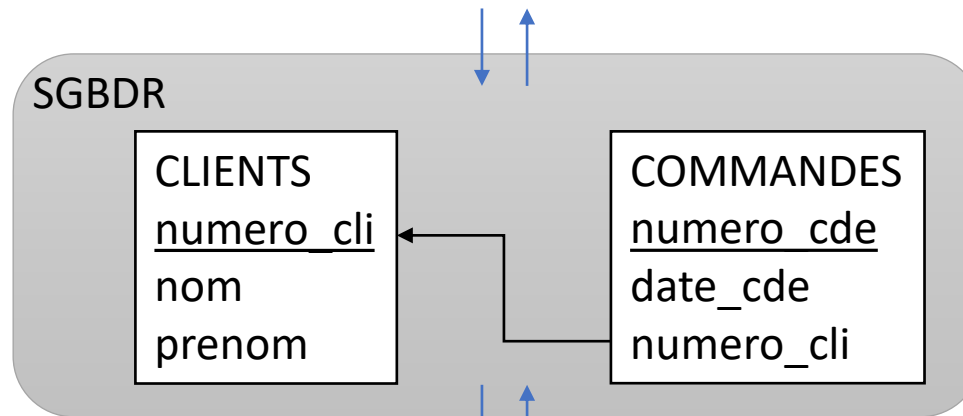 SGBDR
CLIENTS
numero_cli
nom
prenom
COMMANDES
numero_cde
date_cde
numero_cli